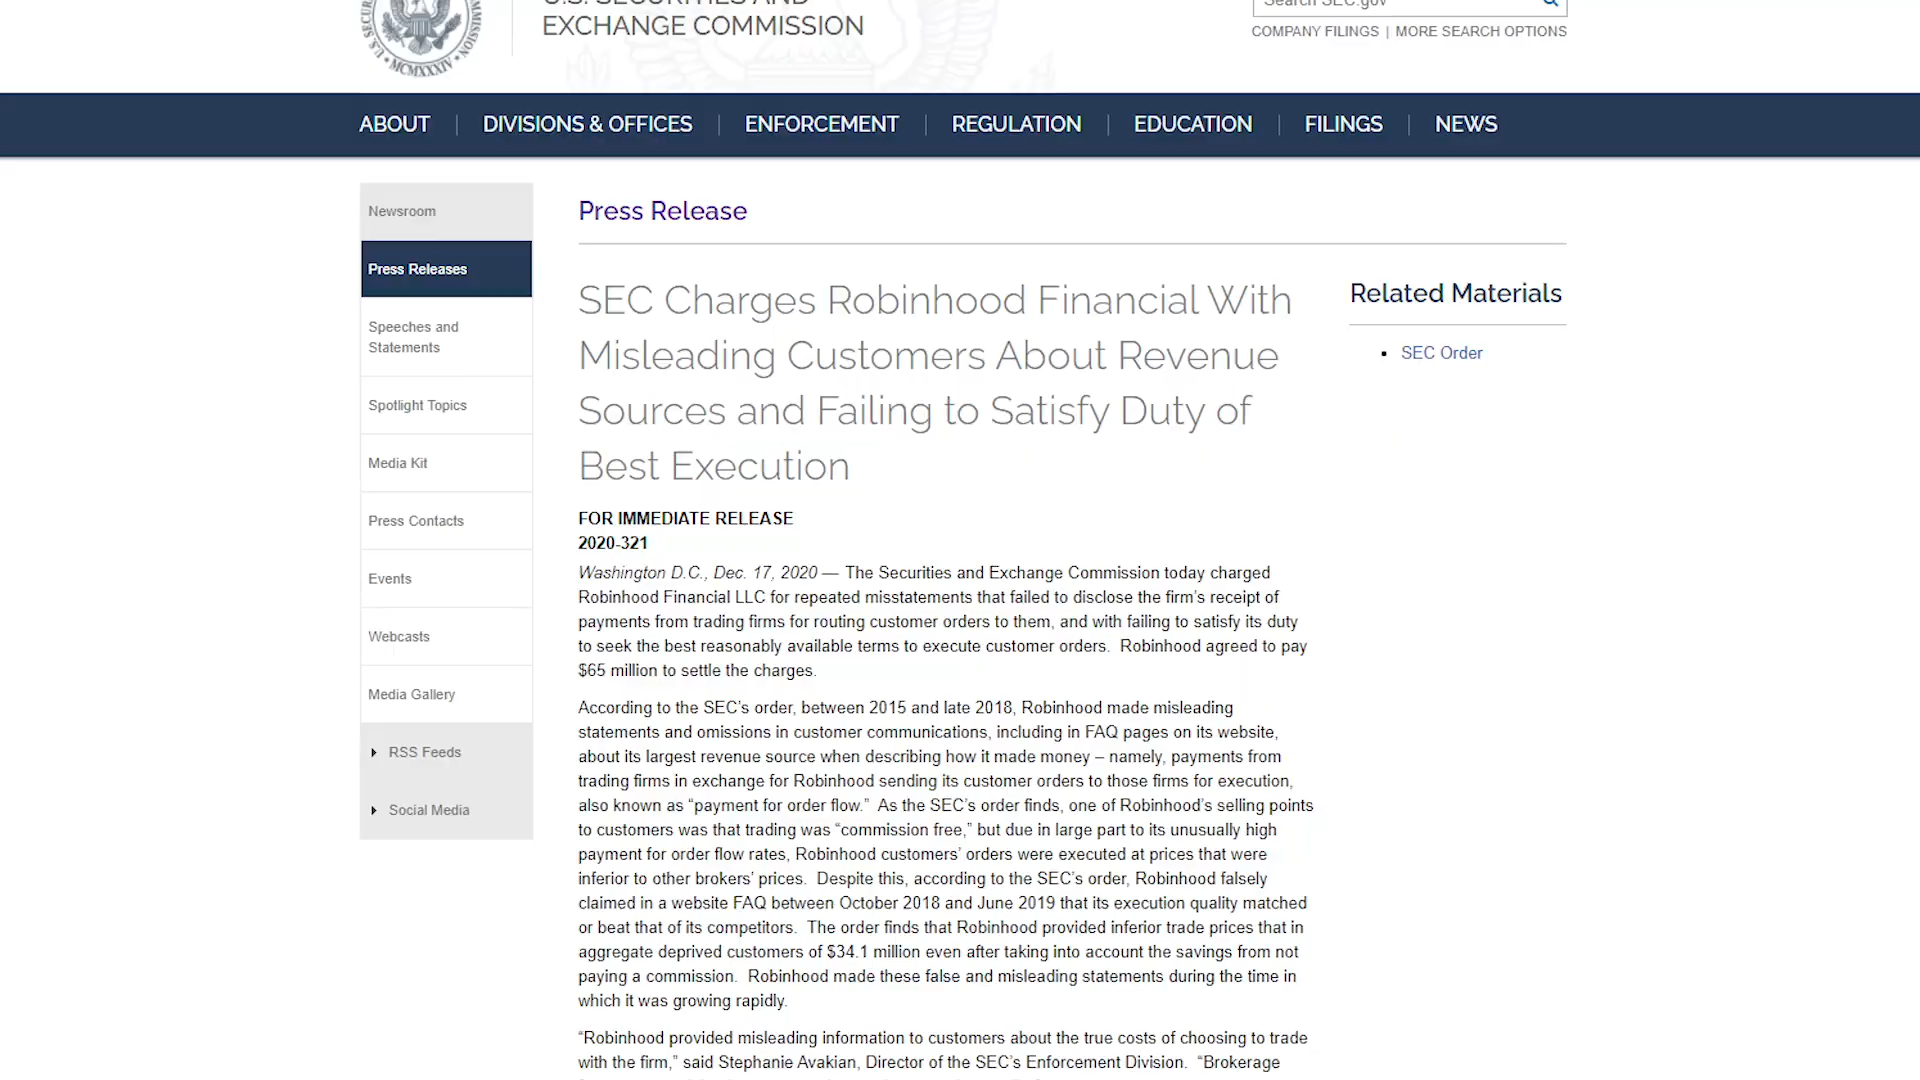 U.S. SECURITIES AND
EXCHANGE COMMISSION
MCMXXXIV
Search SEC.gov
COMPANY FILINGS | MORE SEARCH OPTIONS
ABOUT | DIVISIONS & OFFICES | ENFORCEMENT | REGULATION | EDUCATION | FILINGS | NEWS
Newsroom
Press Releases
Speeches and
Statements
Spotlight Topics
Media Kit
Press Contacts
Events
Webcasts
Media Gallery
RSS Feeds
Social Media
Press Release
SEC Charges Robinhood Financial With
Misleading Customers About Revenue
Sources and Failing to Satisfy Duty of
Best Execution
FOR IMMEDIATE RELEASE
2020-321
Washington D.C., Dec. 17, 2020 — The Securities and Exchange Commission today charged
Robinhood Financial LLC for repeated misstatements that failed to disclose the firm’s receipt of
payments from trading firms for routing customer orders to them, and with failing to satisfy its duty
to seek the best reasonably available terms to execute customer orders.  Robinhood agreed to pay
$65 million to settle the charges.
According to the SEC’s order, between 2015 and late 2018, Robinhood made misleading
statements and omissions in customer communications, including in FAQ pages on its website,
about its largest revenue source when describing how it made money – namely, payments from
trading firms in exchange for Robinhood sending its customer orders to those firms for execution,
also known as “payment for order flow.”  As the SEC’s order finds, one of Robinhood’s selling points
to customers was that trading was “commission free,” but due in large part to its unusually high
payment for order flow rates, Robinhood customers’ orders were executed at prices that were
inferior to other brokers’ prices.  Despite this, according to the SEC’s order, Robinhood falsely
claimed in a website FAQ between October 2018 and June 2019 that its execution quality matched
or beat that of its competitors.  The order finds that Robinhood provided inferior trade prices that in
aggregate deprived customers of $34.1 million even after taking into account the savings from not
paying a commission.  Robinhood made these false and misleading statements during the time in
which it was growing rapidly.
“Robinhood provided misleading information to customers about the true costs of choosing to trade
with the firm,” said Stephanie Avakian, Director of the SEC’s Enforcement Division.  “Brokerage
Related Materials
SEC Order